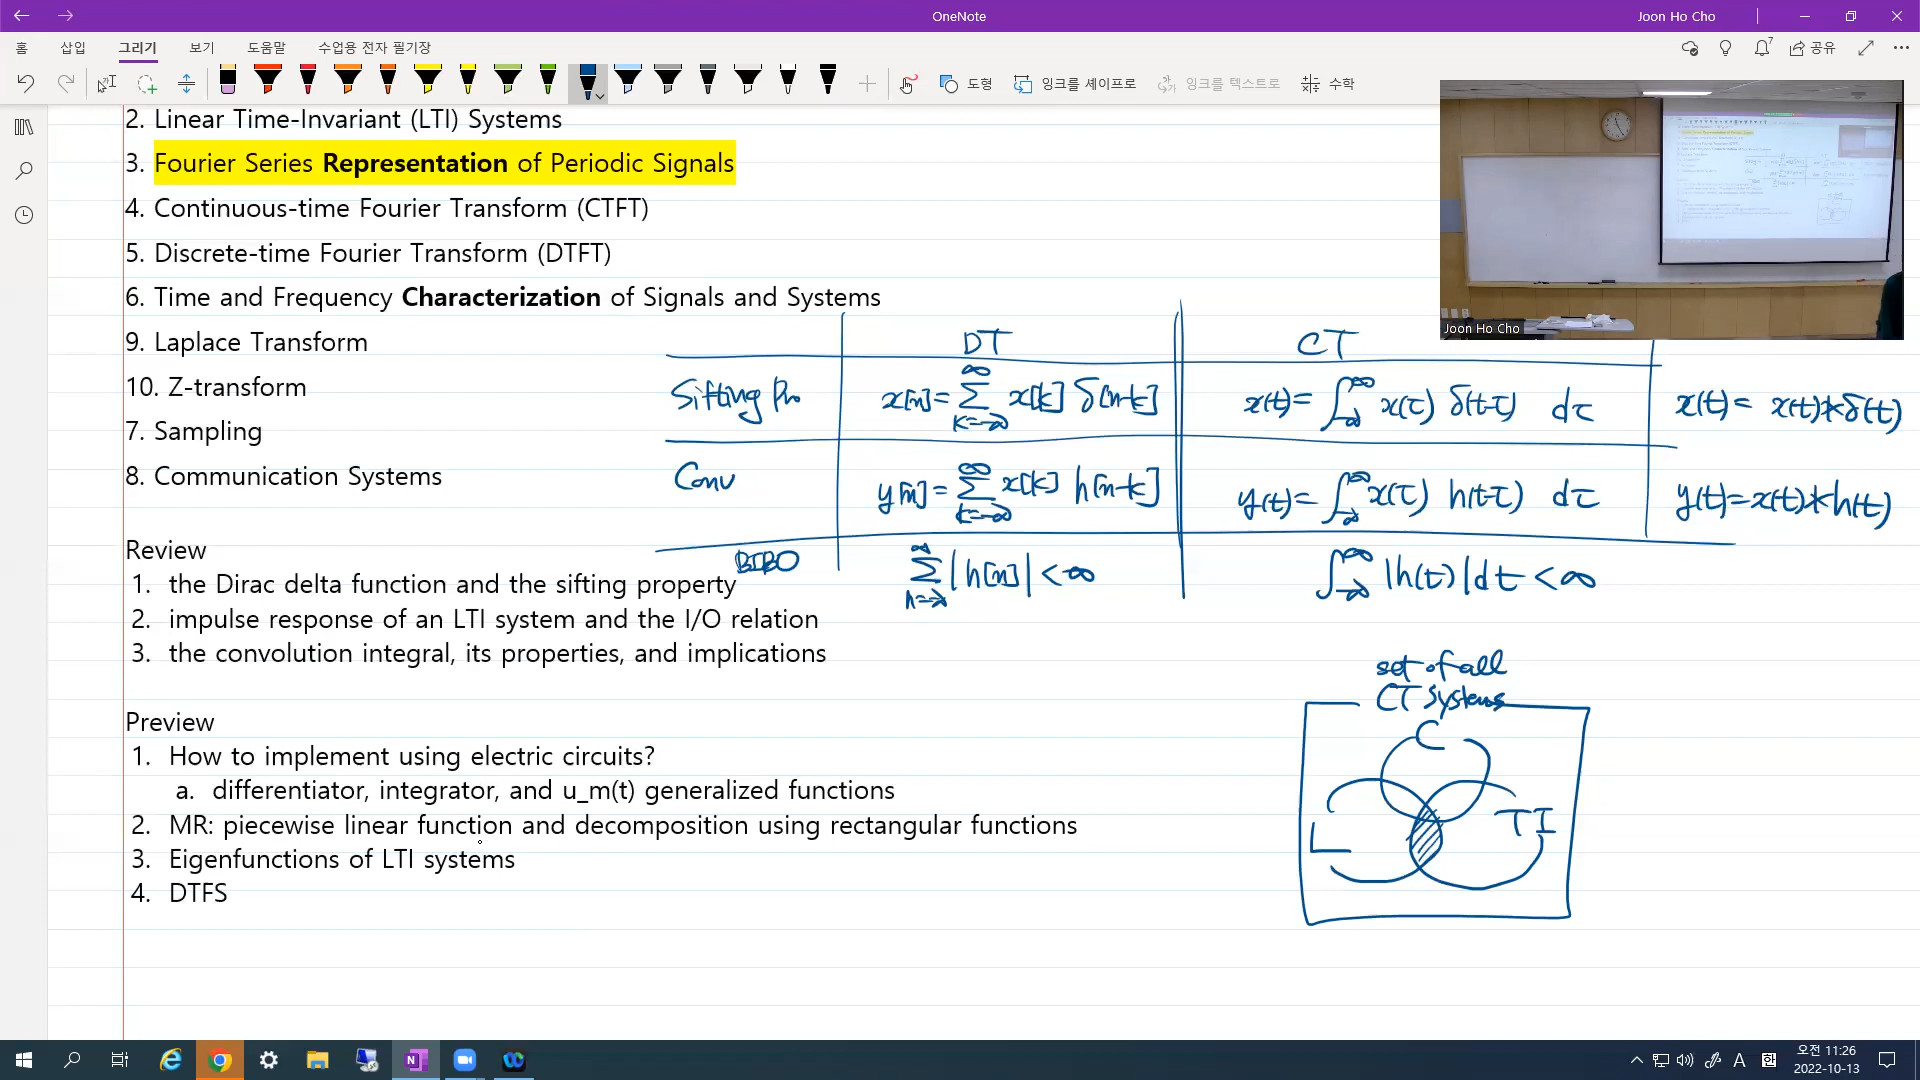 OneNote
Joon Ho Cho
홈 삽입 그리기 보기 도움말 수업용 전자 필기장
7
공유
도형 잉크를 셰이프로 잉크를 텍스트로 수학
Joon Ho Cho
2. Linear Time-Invariant (LTI) Systems
3. Fourier Series Representation of Periodic Signals
4. Continuous-time Fourier Transform (CTFT)
5. Discrete-time Fourier Transform (DTFT)
6. Time and Frequency Characterization of Signals and Systems
9. Laplace Transform
10. Z-transform
7. Sampling
8. Communication Systems
DT CT
Sifting Pro x[n]=∑_{k=-∞}^{∞} x[k] δ[n-k] x(t)=∫_{-∞}^{∞} x(τ) δ(t-τ) dτ x(t)= x(t)*δ(t)
Conv y[n]=∑_{k=-∞}^{∞} x[k] h[n-k] y(t)=∫_{-∞}^{∞} x(τ) h(t-τ) dτ y(t)=x(t)*h(t)
BIBO ∑_{n=-∞}^{∞} |h[n]| <∞ ∫_{-∞}^{∞} |h(t)|dt <∞
Review
1. the Dirac delta function and the sifting property
2. impulse response of an LTI system and the I/O relation
3. the convolution integral, its properties, and implications
Preview
1. How to implement using electric circuits?
a. differentiator, integrator, and u_m(t) generalized functions
2. MR: piecewise linear function and decomposition using rectangular functions
3. Eigenfunctions of LTI systems
4. DTFS
set of all
CT Systems
C
L
TI
A 한 오전 11:26
2022-10-13